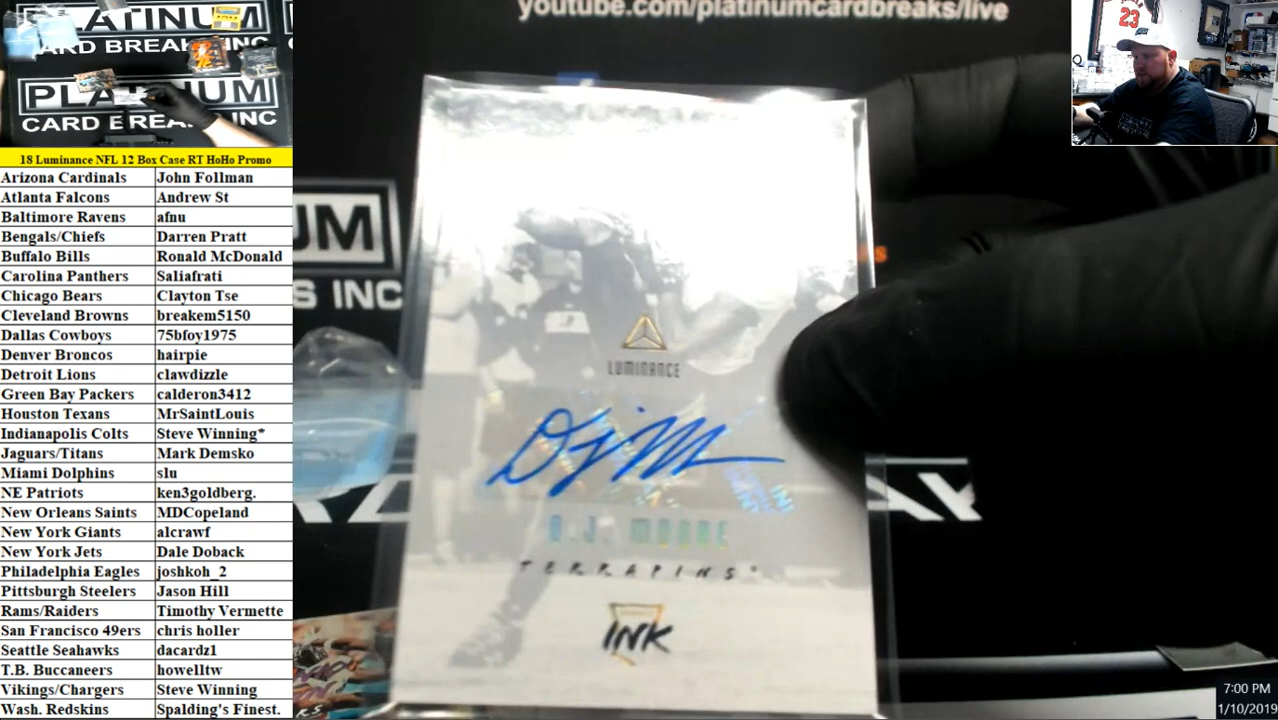 youtube.com/platinumcardbreaks/live
PLATINUM
CARD BREAKS INC
PLATINUM
CARD BREAKS INC
23
18 Luminance NFL 12 Box Case RT HoHo Promo
Arizona Cardinals John Follman
Atlanta Falcons Andrew St
Baltimore Ravens afnu
Bengals/Chiefs Darren Pratt
Buffalo Bills Ronald McDonald
Carolina Panthers Saliafrati
Chicago Bears Clayton Tse
Cleveland Browns breakem5150
Dallas Cowboys 75bfoy1975
Denver Broncos hairpie
Detroit Lions clawdizzle
Green Bay Packers calderon3412
Houston Texans MrSaintLouis
Indianapolis Colts Steve Winning*
Jaguars/Titans Mark Demsko
Miami Dolphins slu
NE Patriots ken3goldberg.
New Orleans Saints MDCopeland
New York Giants alcrawf
New York Jets Dale Doback
Philadelphia Eagles joshkoh_2
Pittsburgh Steelers Jason Hill
Rams/Raiders Timothy Vermette
San Francisco 49ers chris holler
Seattle Seahawks dacardz1
T.B. Buccaneers howelltw
Vikings/Chargers Steve Winning
Wash. Redskins Spalding's Finest.
UM
S INC
LUMINANCE
D.J. MOORE
TERRAPINS
INK
7:00 PM
1/10/2019